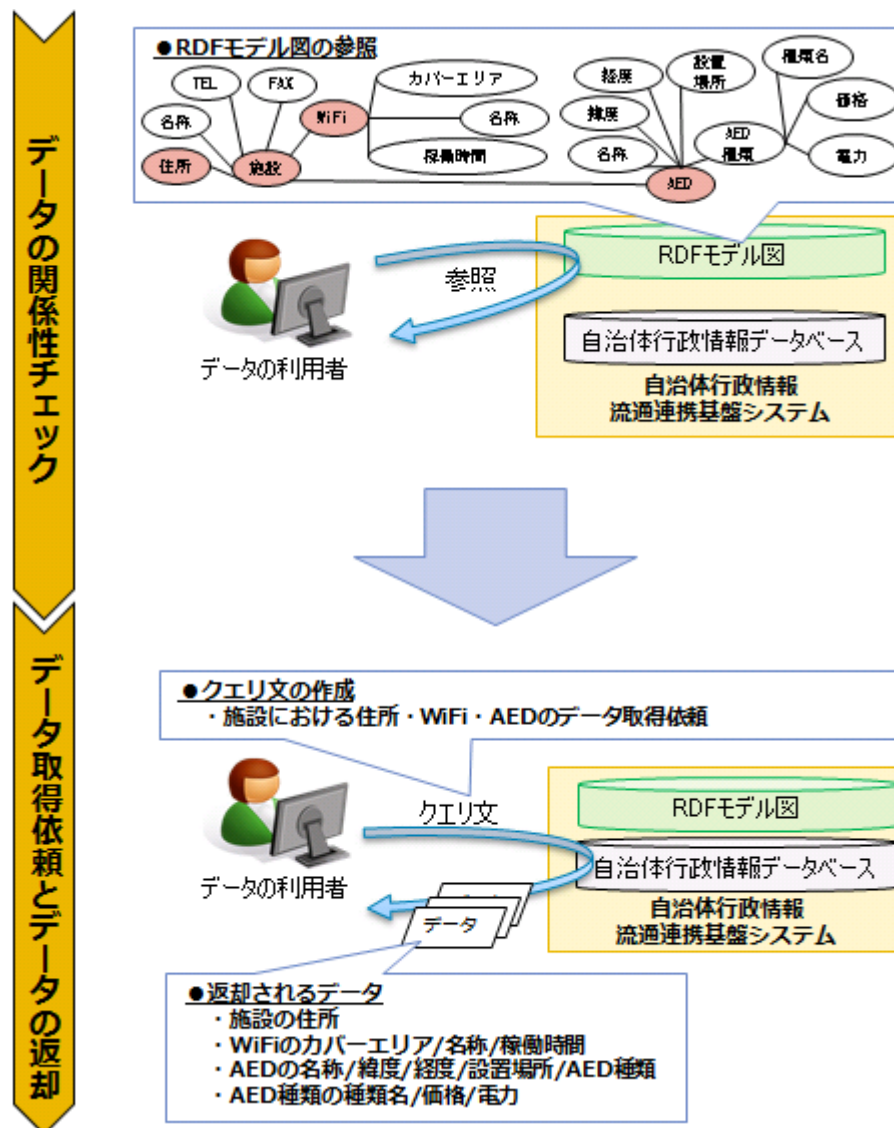 データの関係性チェック
●RDFモデル図の参照
TEL
FAX
名称
住所
施設
WiFi
カバーエリア
名称
稼働時間
経度
緯度
名称
設置
場所
AED
種類
AED
種類名
価格
電力
参照
データの利用者
RDFモデル図
自治体行政情報データベース
自治体行政情報
流通連携基盤システム
データ取得依頼とデータの返却
●クエリ文の作成
・施設における住所・WiFi・AEDのデータ取得依頼
クエリ文
データの利用者
データ
RDFモデル図
自治体行政情報データベース
自治体行政情報
流通連携基盤システム
●返却されるデータ
・施設の住所
・WiFiのカバーエリア/名称/稼働時間
・AEDの名称/緯度/経度/設置場所/AED種類
・AED種類の種類名/価格/電力